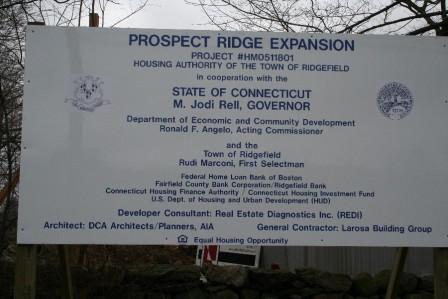 PROSPECT RIDGE EXPANSION
PROJECT #HM0511801
HOUSING AUTHORITY OF THE TOWN OF RIDGEFIELD
in cooperation with the
STATE OF CONNECTICUT
M. Jodi Rell, GOVERNOR
Department of Economic and Community Development
Ronald F. Angelo, Acting Commissioner
and the
Town of Ridgefield
Rudi Marconi, First Selectman
Federal Home Loan Bank of Boston
Fairfield County Bank Corporation/Ridgefield Bank
Connecticut Housing Finance Authority / Connecticut Housing Investment Fund
U.S. Dept. of Housing and Urban Development (HUD)
Developer Consultant: Real Estate Diagnostics Inc. (REDI)
Architect: DCA Architects/Planners, AIA General Contractor: Larosa Building Group
Equal Housing Opportunity